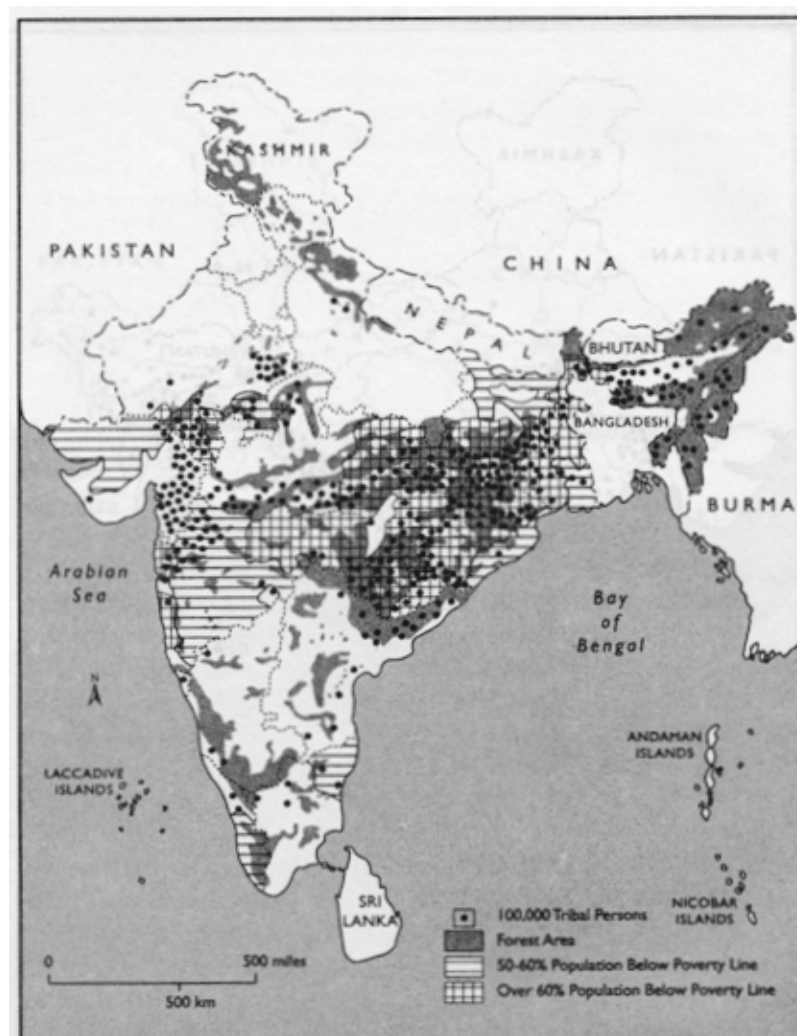 KASHMIR
PAKISTAN
CHINA
NEPAL
BHUTAN
BANGLADESH
BURMA
Arabian
Sea
Bay
of
Bengal
N
ANDAMAN
ISLANDS
LACCADIVE
ISLANDS
SRI
LANKA
NICOBAR
ISLANDS
100,000 Tribal Persons
Forest Area
50-60% Population Below Poverty Line
Over 60% Population Below Poverty Line
0 500 miles
500 km